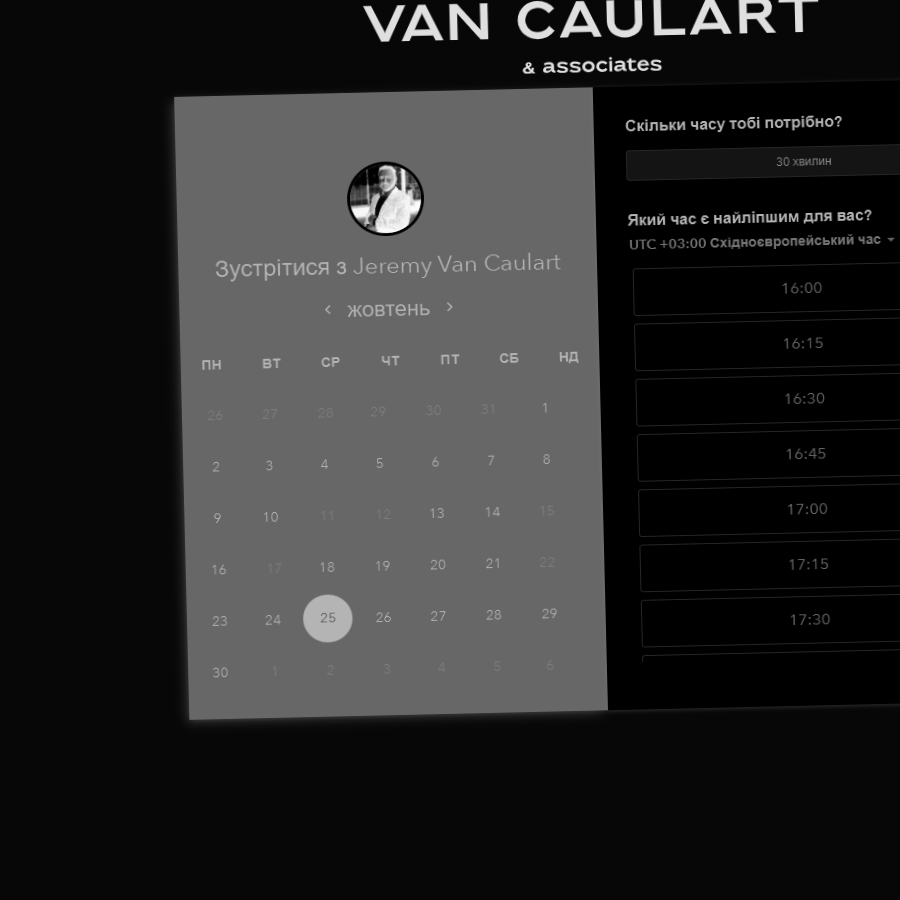 VAN CAULART
& associates
Зустрітися з Jeremy Van Caulart
жовтень
ПН ВТ СР ЧТ ПТ СБ НД
26 27 28 29 30 31 1
2 3 4 5 6 7 8
9 10 11 12 13 14 15
16 17 18 19 20 21 22
23 24 25 26 27 28 29
30 1 2 3 4 5 6
Скільки часу тобі потрібно?
30 хвилин
Який час є найліпшим для вас?
UTC +03:00 Східноєвропейський час
16:00
16:15
16:30
16:45
17:00
17:15
17:30